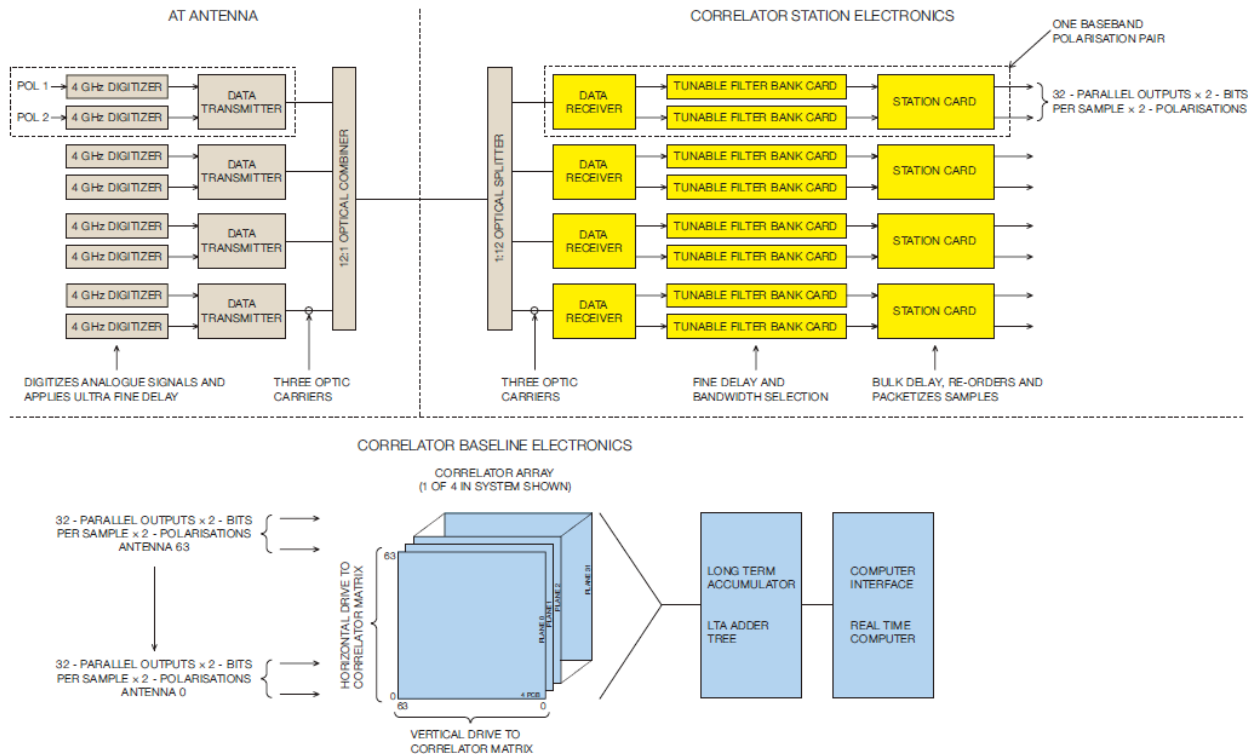 AT ANTENNA
CORRELATOR STATION ELECTRONICS
ONE BASEBAND
POLARISATION PAIR
POL 1
4 GHz DIGITIZER
POL 2
4 GHz DIGITIZER
DATA
TRANSMITTER
4 GHz DIGITIZER
4 GHz DIGITIZER
DATA
TRANSMITTER
4 GHz DIGITIZER
4 GHz DIGITIZER
DATA
TRANSMITTER
4 GHz DIGITIZER
4 GHz DIGITIZER
DATA
TRANSMITTER
12:1 OPTICAL COMBINER
1:12 OPTICAL SPLITTER
DATA
RECEIVER
TUNABLE FILTER BANK CARD
TUNABLE FILTER BANK CARD
STATION CARD
32 - PARALLEL OUTPUTS × 2 - BITS
PER SAMPLE × 2 - POLARISATIONS
DATA
RECEIVER
TUNABLE FILTER BANK CARD
TUNABLE FILTER BANK CARD
STATION CARD
DATA
RECEIVER
TUNABLE FILTER BANK CARD
TUNABLE FILTER BANK CARD
STATION CARD
DATA
RECEIVER
TUNABLE FILTER BANK CARD
TUNABLE FILTER BANK CARD
STATION CARD
DIGITIZES ANALOGUE SIGNALS AND
APPLIES ULTRA FINE DELAY
THREE OPTIC
CARRIERS
THREE OPTIC
CARRIERS
FINE DELAY AND
BANDWIDTH SELECTION
BULK DELAY, RE-ORDERS AND
PACKETIZES SAMPLES
CORRELATOR BASELINE ELECTRONICS
CORRELATOR ARRAY
(1 OF 4 IN SYSTEM SHOWN)
32 - PARALLEL OUTPUTS × 2 - BITS
PER SAMPLE × 2 - POLARISATIONS
ANTENNA 63
32 - PARALLEL OUTPUTS × 2 - BITS
PER SAMPLE × 2 - POLARISATIONS
ANTENNA 0
HORIZONTAL DRIVE TO
CORRELATOR MATRIX
63
0
PLANE 0
PLANE 1
PLANE 2
PLANE 31
4 PCB
63
0
VERTICAL DRIVE TO
CORRELATOR MATRIX
LONG TERM
ACCUMULATOR
LTA ADDER
TREE
COMPUTER
INTERFACE
REAL TIME
COMPUTER